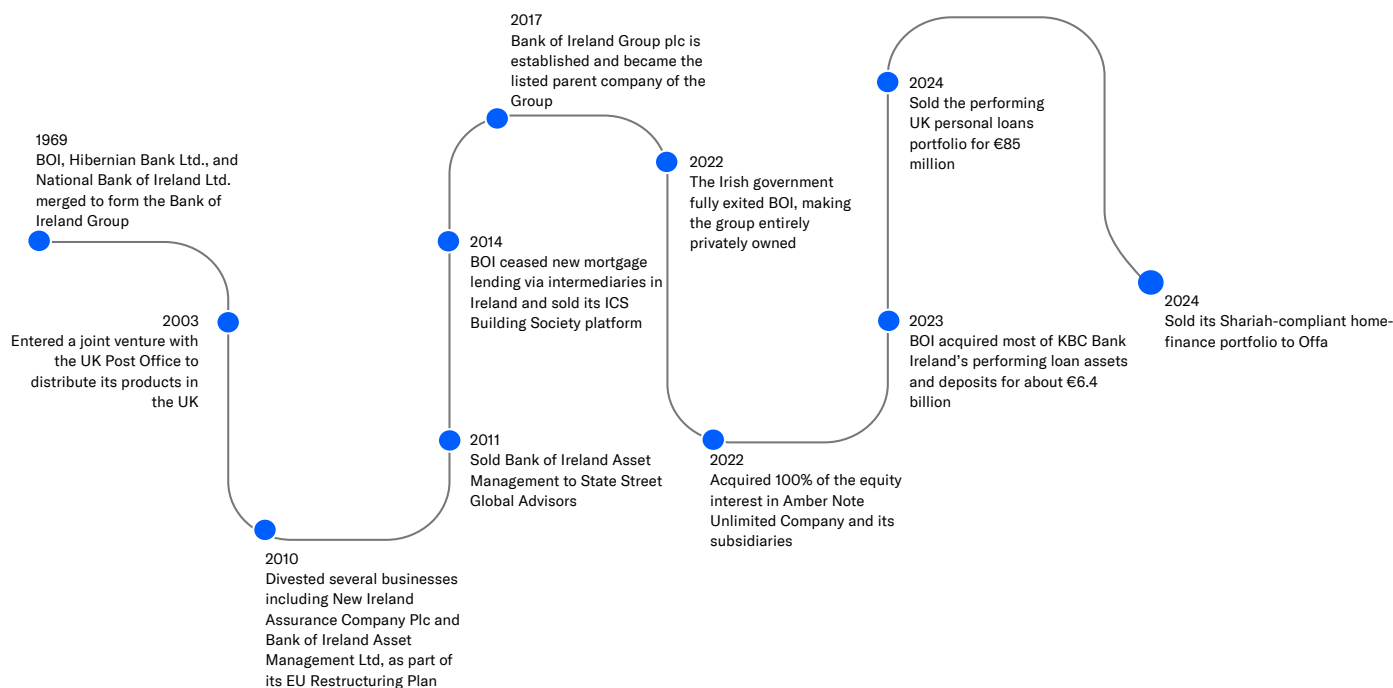 1969
BOI, Hibernian Bank Ltd., and
National Bank of Ireland Ltd.
merged to form the Bank of
Ireland Group
2003
Entered a joint venture with
the UK Post Office to
distribute its products in
the UK
2010
Divested several businesses
including New Ireland
Assurance Company Plc and
Bank of Ireland Asset
Management Ltd, as part of
its EU Restructuring Plan
2011
Sold Bank of Ireland Asset
Management to State Street
Global Advisors
2014
BOI ceased new mortgage
lending via intermediaries in
Ireland and sold its ICS
Building Society platform
2017
Bank of Ireland Group plc is
established and became the
listed parent company of the
Group
2022
The Irish government
fully exited BOI, making
the group entirely
privately owned
2022
Acquired 100% of the equity
interest in Amber Note
Unlimited Company and its
subsidiaries
2023
BOI acquired most of KBC Bank
Ireland’s performing loan assets
and deposits for about €6.4
billion
2024
Sold the performing
UK personal loans
portfolio for €85
million
2024
Sold its Shariah-compliant home-
finance portfolio to Offa